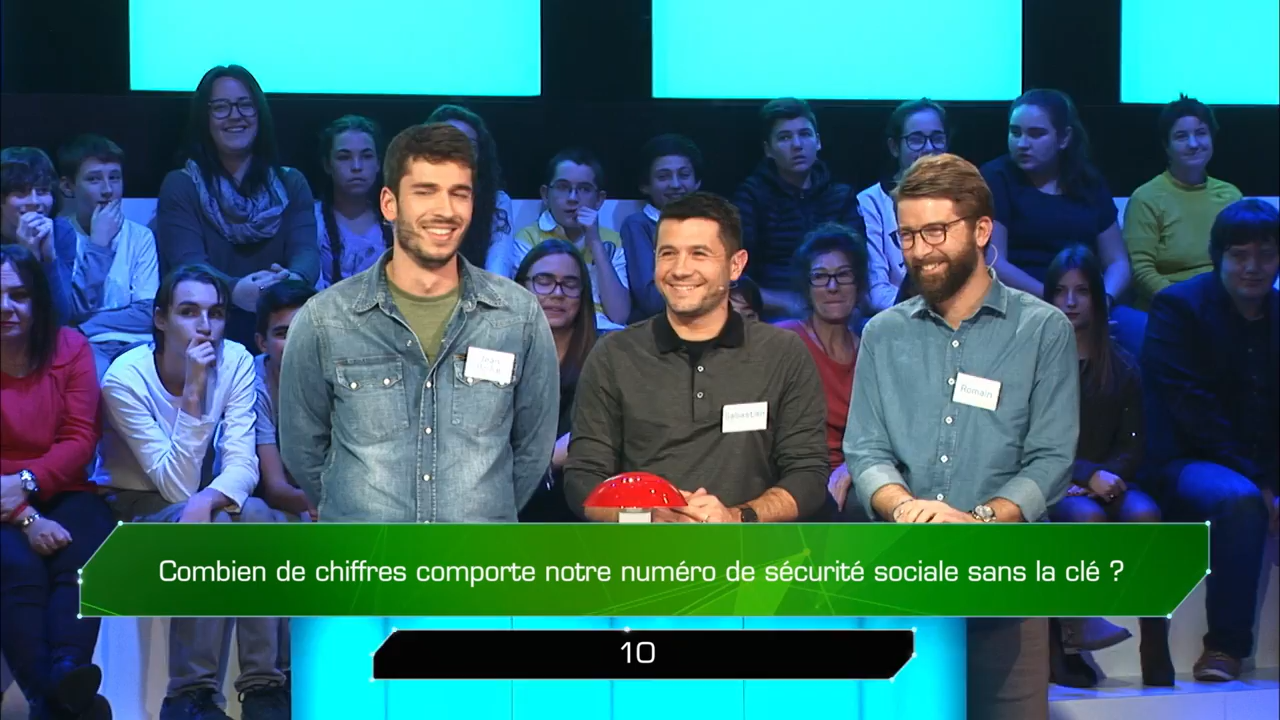 Sébastien
Romain
Combien de chiffres comporte notre numéro de sécurité sociale sans la clé ?
10